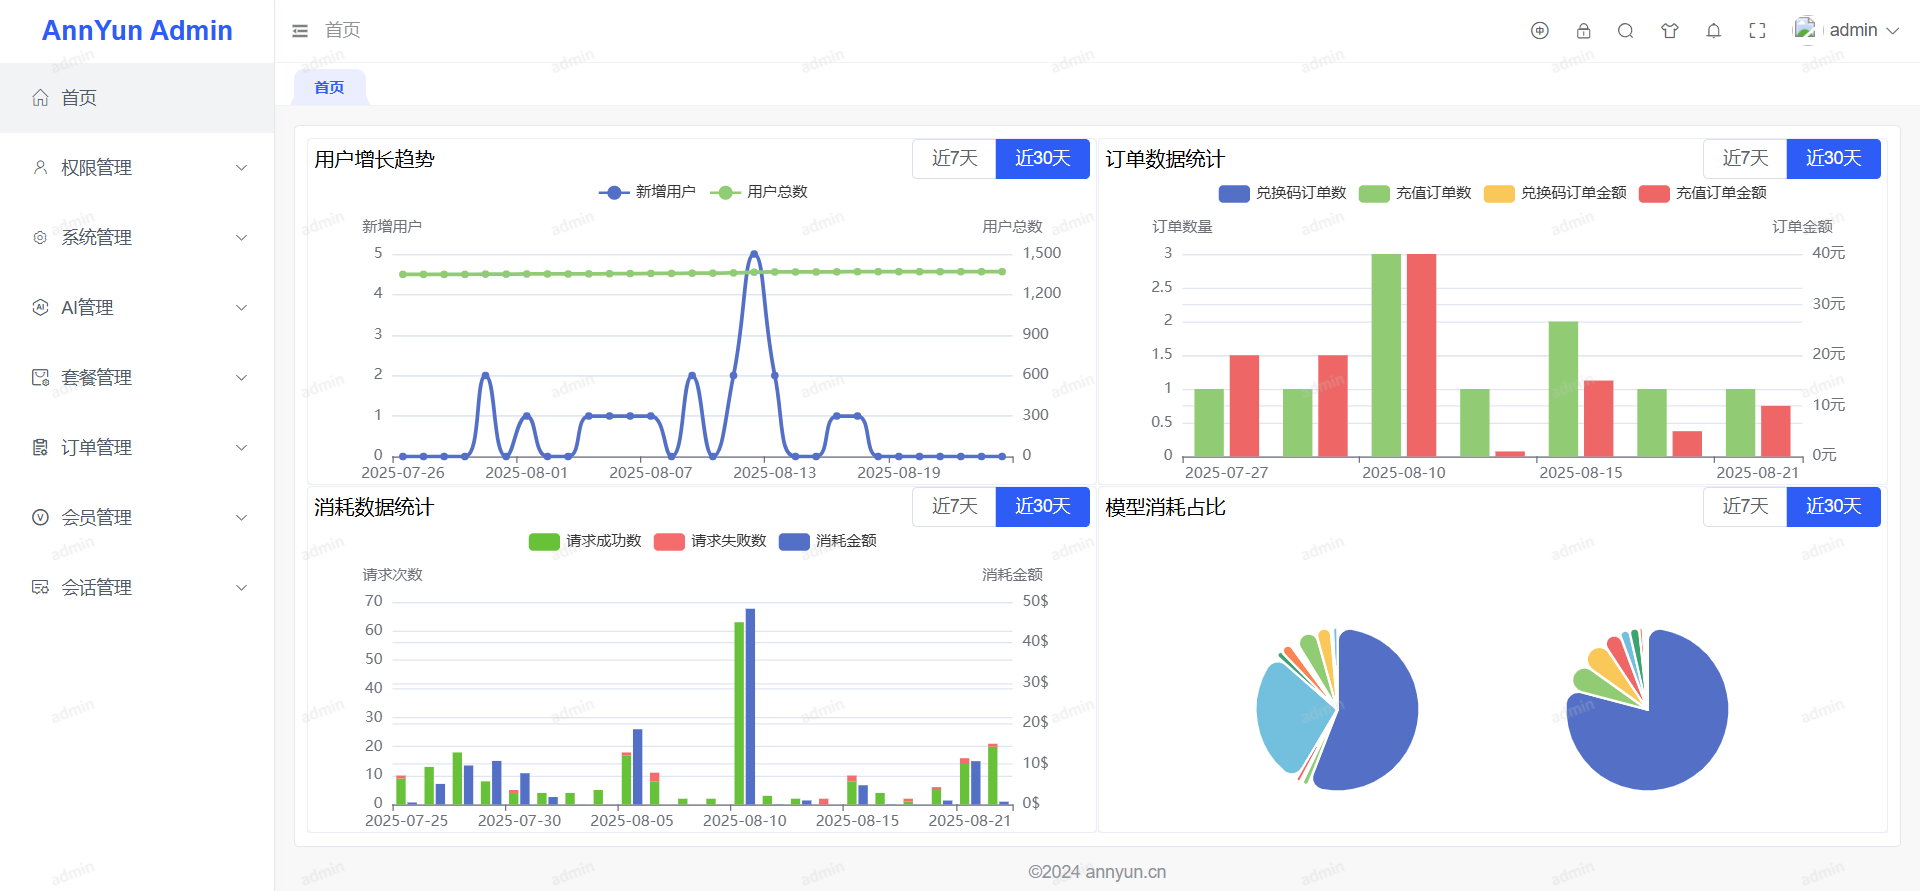 AnnYun Admin
首页
权限管理
系统管理
AI管理
套餐管理
订单管理
会员管理
会话管理
首页
admin
首页
用户增长趋势
近7天
近30天
新增用户
用户总数
新增用户
用户总数
5
4
3
2
1
0
1,500
1,200
900
600
300
0
2025-07-26
2025-08-01
2025-08-07
2025-08-13
2025-08-19
订单数据统计
近7天
近30天
兑换码订单数
充值订单数
兑换码订单金额
充值订单金额
订单数量
订单金额
3
2.5
2
1.5
1
0.5
0
40元
30元
20元
10元
0元
2025-07-27
2025-08-10
2025-08-15
2025-08-21
消耗数据统计
近7天
近30天
请求成功数
请求失败数
消耗金额
请求次数
消耗金额
70
60
50
40
30
20
10
0
50$
40$
30$
20$
10$
0$
2025-07-25
2025-07-30
2025-08-05
2025-08-10
2025-08-15
2025-08-21
模型消耗占比
近7天
近30天
©2024 annyun.cn